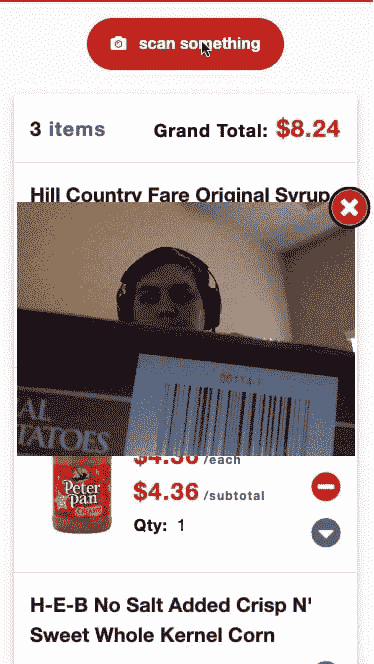 scan something
3 items
Grand Total: $8.24
Hill Country Fare Original Syrup,
AL
TATOES
$4.36 /each
$4.36 /subtotal
Peter
Pan
Qty: 1
H-E-B No Salt Added Crisp N'
Sweet Whole Kernel Corn